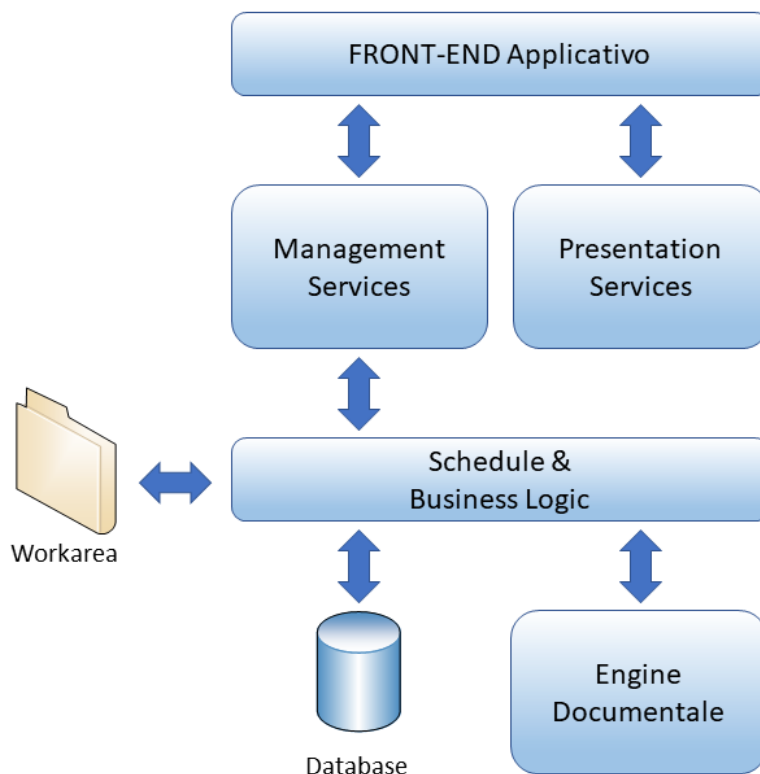 FRONT-END Applicativo
Management
Services
Presentation
Services
Schedule &
Business Logic
Workarea
Database
Engine
Documentale